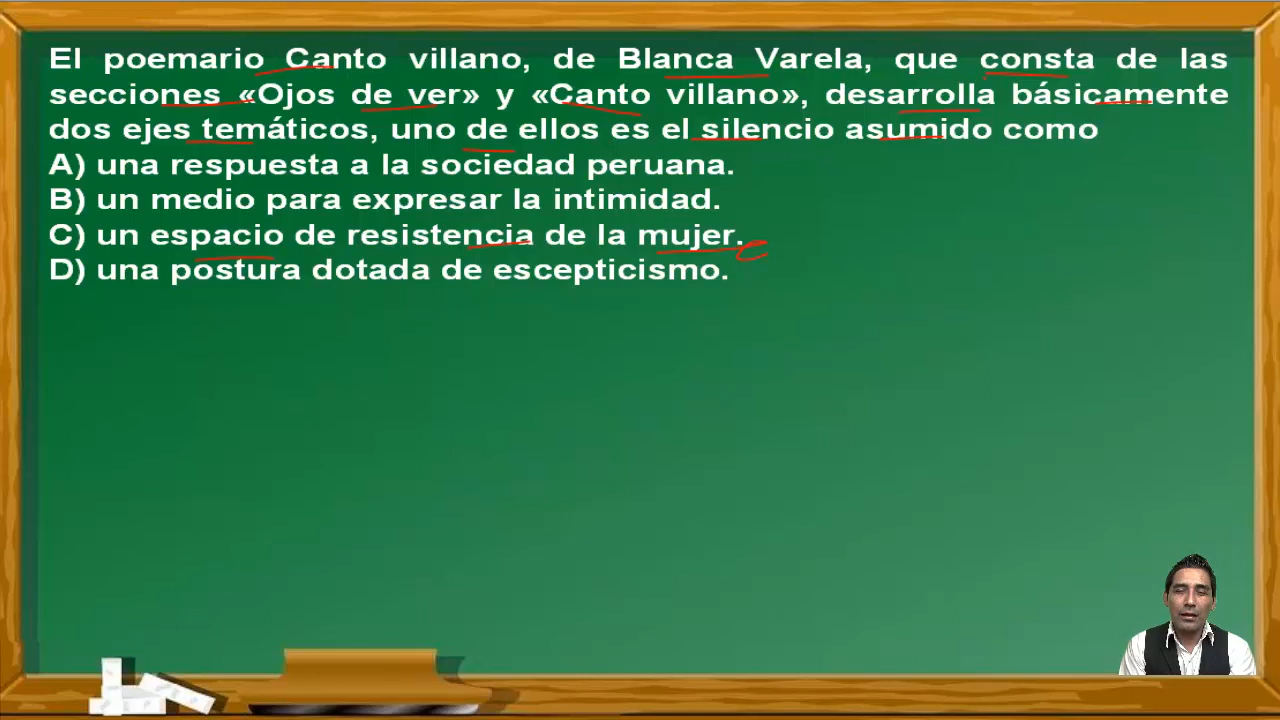 El poemario Canto villano, de Blanca Varela, que consta de las
secciones «Ojos de ver» y «Canto villano», desarrolla básicamente
dos ejes temáticos, uno de ellos es el silencio asumido como
A) una respuesta a la sociedad peruana.
B) un medio para expresar la intimidad.
C) un espacio de resistencia de la mujer.
D) una postura dotada de escepticismo.